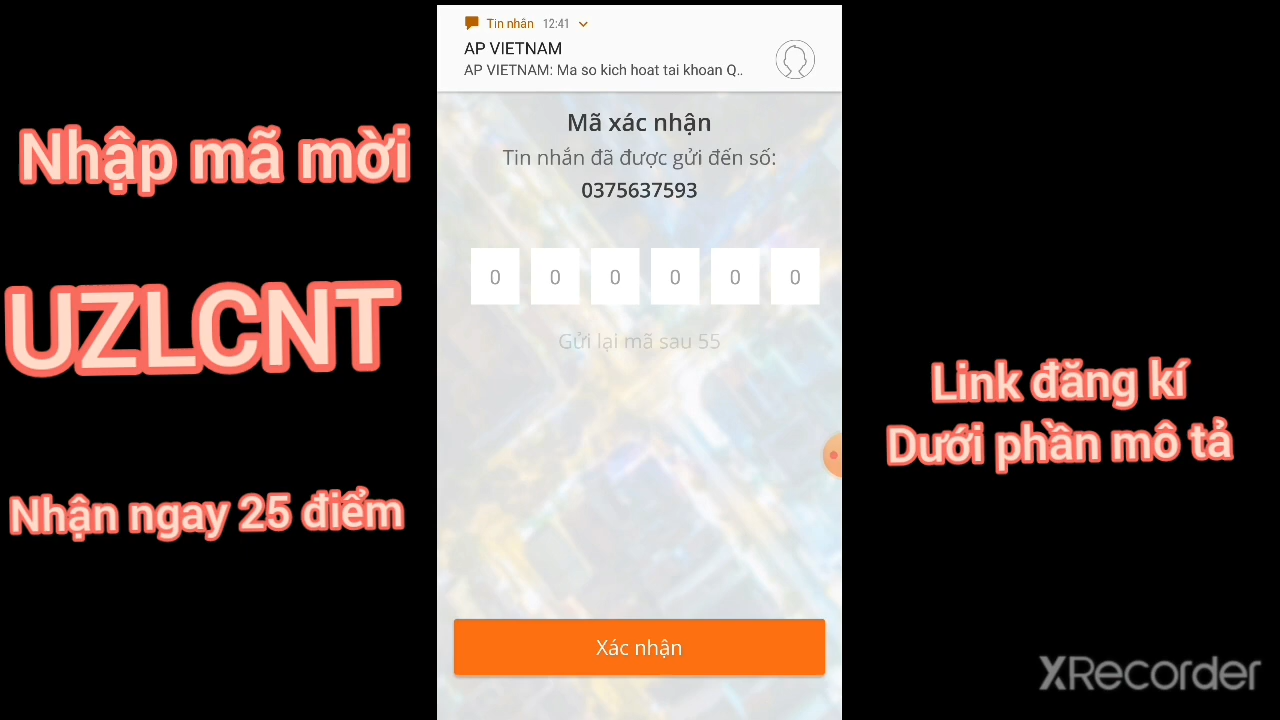 Tin nhắn 12:41
AP VIETNAM
AP VIETNAM: Ma so kich hoat tai khoan Q..
Mã xác nhận
Tin nhắn đã được gửi đến số:
0375637593
0 0 0 0 0 0
Gửi lại mã sau 55
Xác nhận
Nhập mã mời
UZLCNT
Nhận ngay 25 điểm
Link đăng kí
Dưới phần mô tả
XRecorder